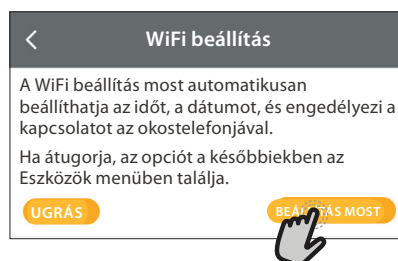 WiFi beállítás
A WiFi beállítás most automatikusan
beállíthatja az időt, a dátumot, és engedélyezi a
kapcsolatot az okostelefonjával.
Ha átugorja, az opciót a későbbiekben az
Eszközök menüben találja.
UGRÁS
BEÁLLÍTÁS MOST